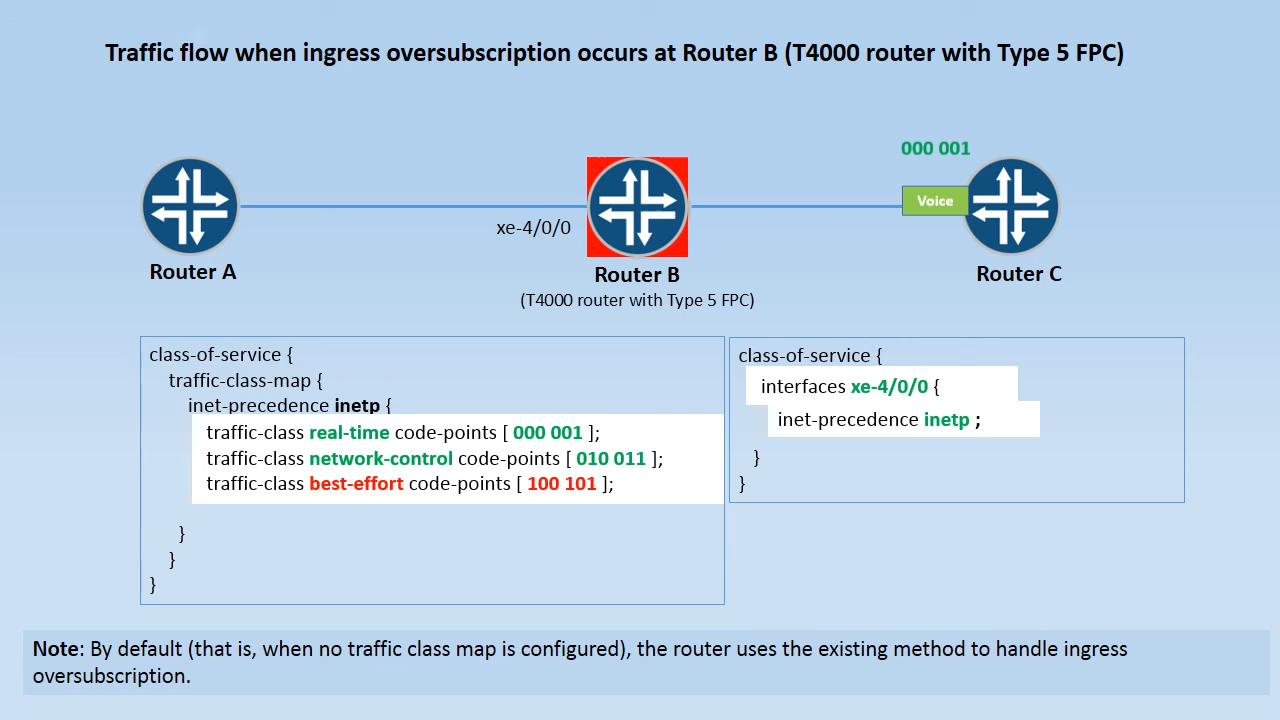 Traffic flow when ingress oversubscription occurs at Router B (T4000 router with Type 5 FPC)
000 001
Voice
xe-4/0/0
Router A
Router B
(T4000 router with Type 5 FPC)
Router C
class-of-service {
traffic-class-map {
inet-precedence inetp {
traffic-class real-time code-points [ 000 001 ];
traffic-class network-control code-points [ 010 011 ];
traffic-class best-effort code-points [ 100 101 ];
}
}
}
class-of-service {
interfaces xe-4/0/0 {
inet-precedence inetp ;
}
}
Note: By default (that is, when no traffic class map is configured), the router uses the existing method to handle ingress
oversubscription.